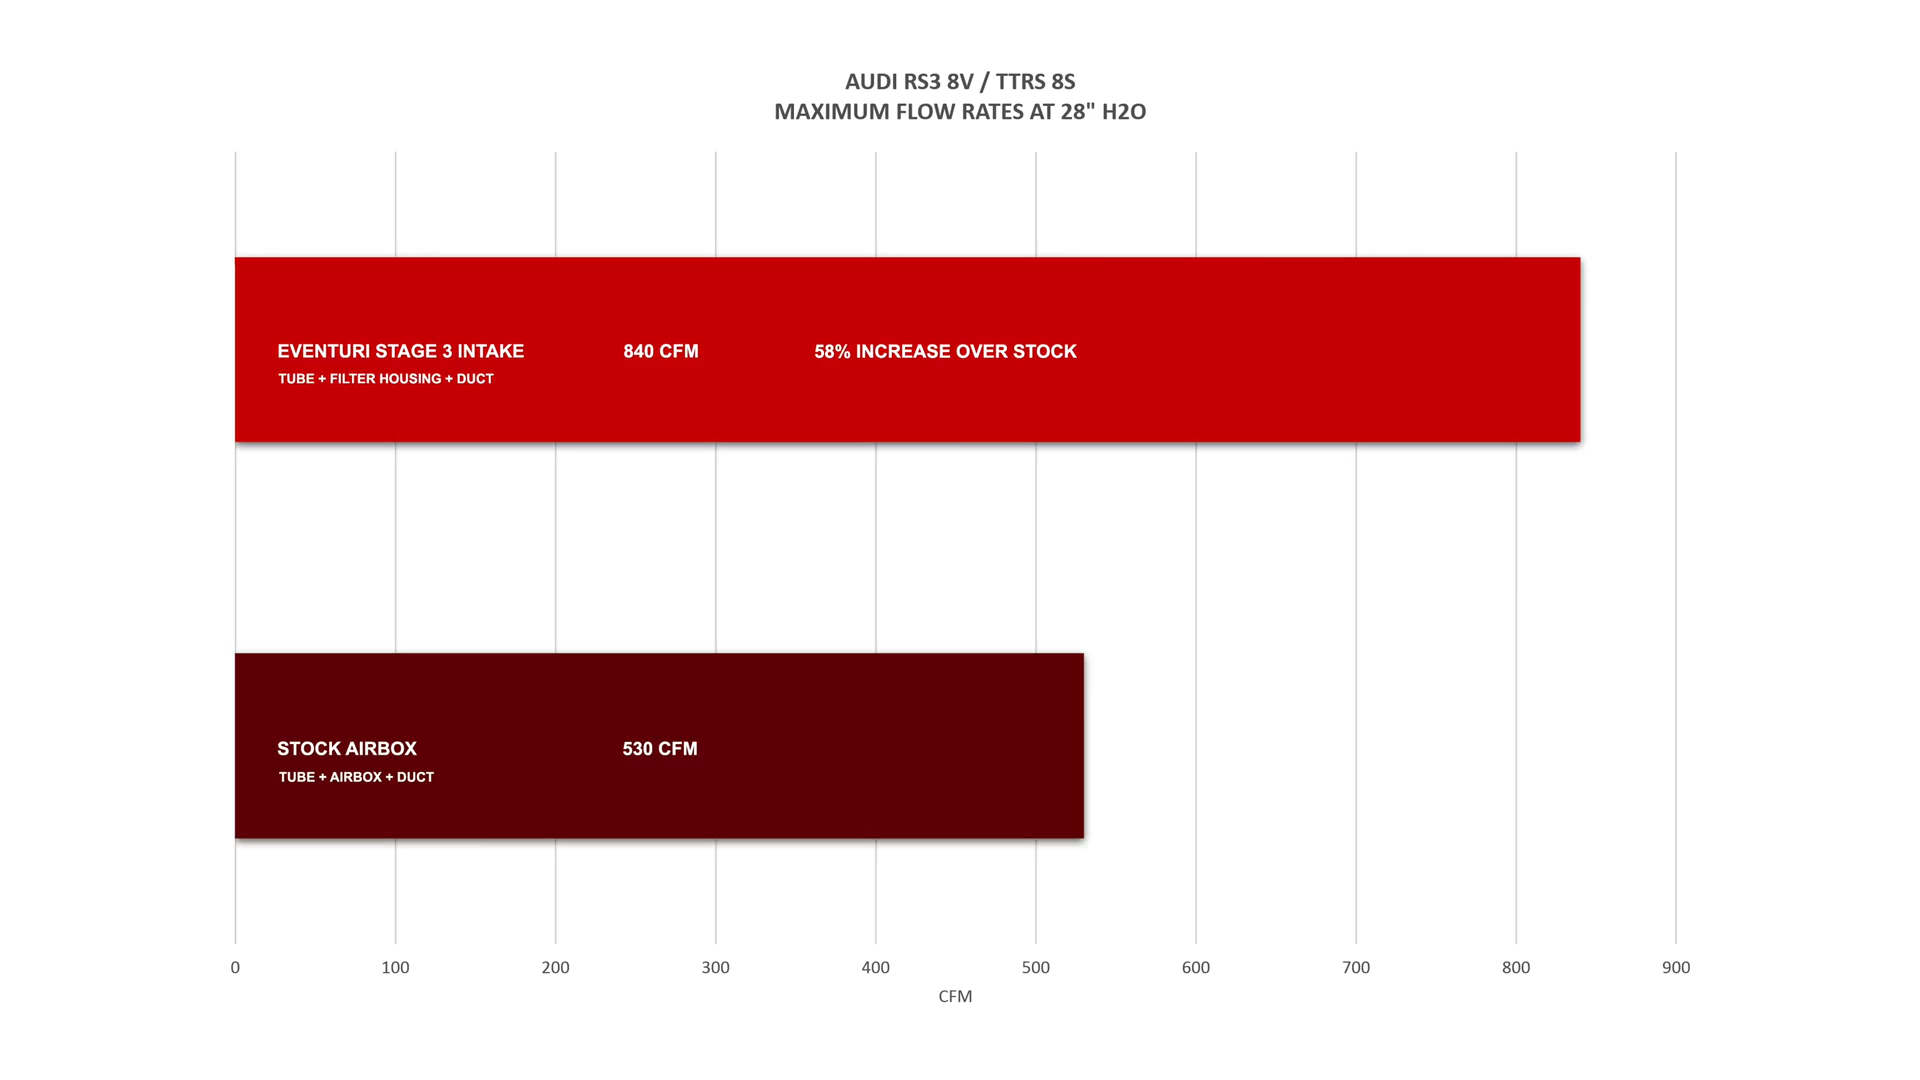 AUDI RS3 8V / TTRS 8S
MAXIMUM FLOW RATES AT 28" H2O
EVENTURI STAGE 3 INTAKE 840 CFM 58% INCREASE OVER STOCK
TUBE + FILTER HOUSING + DUCT
STOCK AIRBOX 530 CFM
TUBE + AIRBOX + DUCT
0 100 200 300 400 500 600 700 800 900
CFM